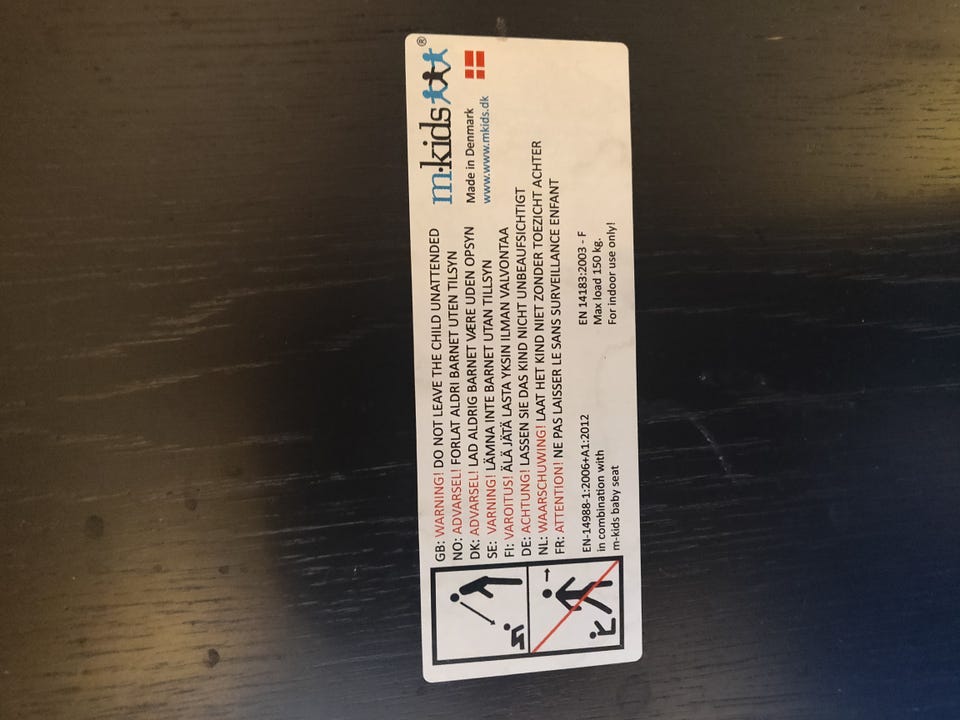 GB: WARNING! DO NOT LEAVE THE CHILD UNATTENDED
NO: ADVARSEL! FORLAT ALDRI BARNET UTEN TILSYN
DK: ADVARSEL! LAD ALDRIG BARNET VÆRE UDEN OPSYN
SE: VARNING! LÄMNA INTE BARNET UTAN TILLSYN
FI: VAROITUS! ÄLÄ JÄTÄ LASTA YKSIN ILMAN VALVONTAA
DE: ACHTUNG! LASSEN SIE DAS KIND NICHT UNBEAUFSICHTIGT
NL: WAARSCHUWING! LAAT HET KIND NIET ZONDER TOEZICHT ACHTER
FR: ATTENTION! NE PAS LAISSER LE SANS SURVEILLANCE ENFANT
m·kids®
Made in Denmark
www.www.mkids.dk
EN-14988-1:2006+A1:2012
in combination with
m-kids baby seat
EN 14183:2003 - F
Max load 150 kg.
For indoor use only!